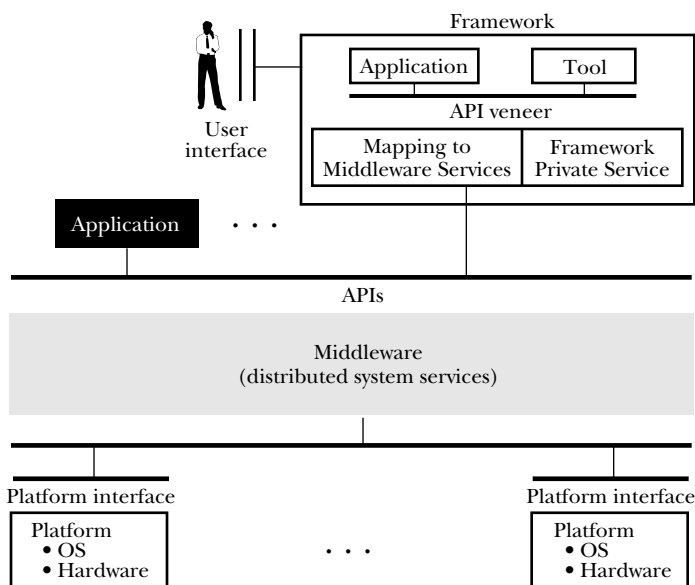 Framework
Application
Tool
API veneer
User
interface
Mapping to
Middleware Services
Framework
Private Service
Application
. . .
APIs
Middleware
(distributed system services)
Platform interface
Platform interface
Platform
• OS
• Hardware
. . .
Platform
• OS
• Hardware